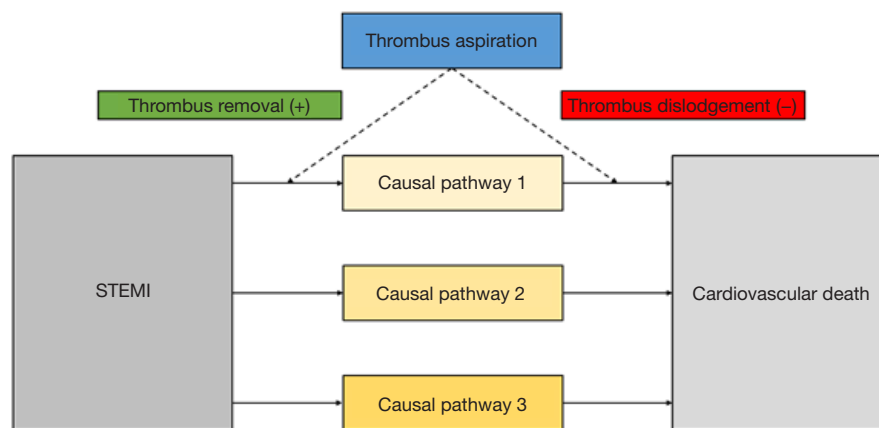 Thrombus aspiration
Thrombus removal (+)
Thrombus dislodgement (–)
Causal pathway 1
STEMI
Causal pathway 2
Cardiovascular death
Causal pathway 3